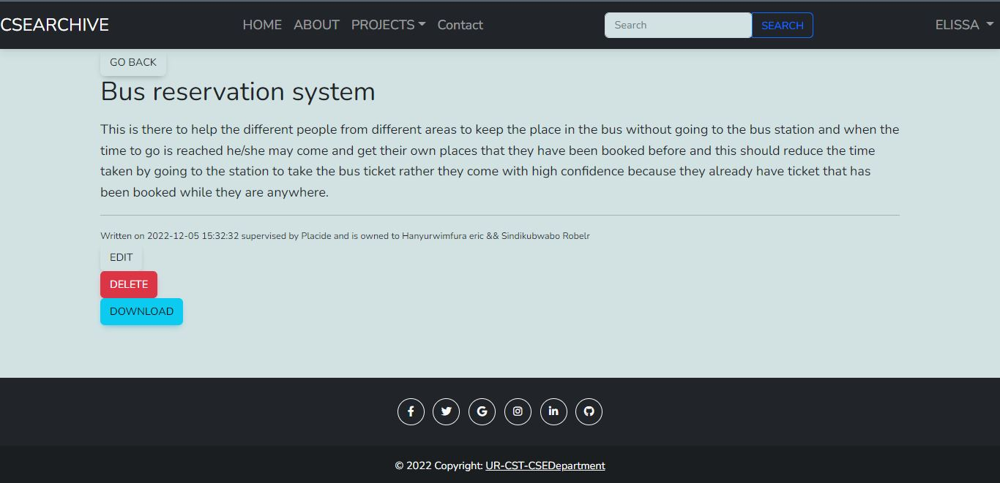 CSEARCHIVE HOME ABOUT PROJECTS Contact Search SEARCH ELISSA
GO BACK
Bus reservation system
This is there to help the different people from different areas to keep the place in the bus without going to the bus station and when the
time to go is reached he/she may come and get their own places that they have been booked before and this should reduce the time
taken by going to the station to take the bus ticket rather they come with high confidence because they already have ticket that has
been booked while they are anywhere.
Written on 2022-12-05 15:32:32 supervised by Placide and is owned to Hanyurwimfura eric && Sindikubwabo Robelr
EDIT
DELETE
DOWNLOAD
© 2022 Copyright: UR-CST-CSEDepartment